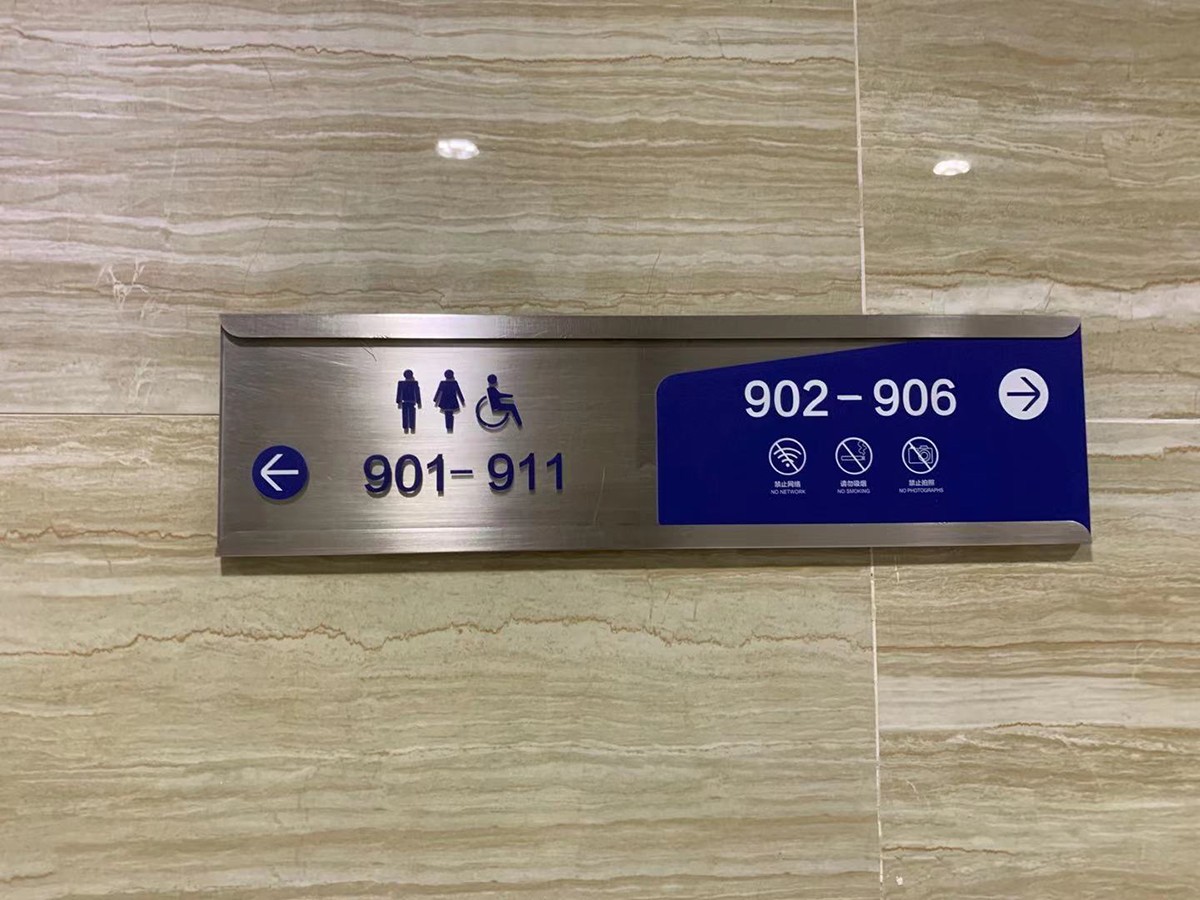 901- 911
902-906
禁止网络
NO NETWORK
请勿吸烟
NO SMOKING
禁止拍照
NO PHOTOGRAPHS